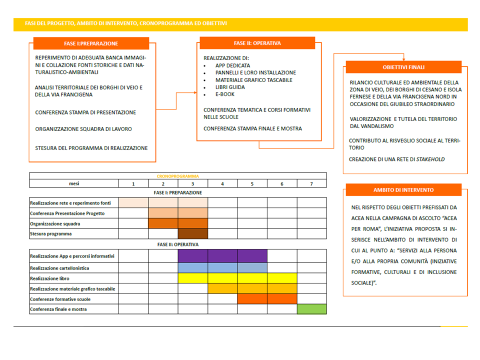 FASI DEL PROGETTO, AMBITO DI INTERVENTO, CRONOPROGRAMMA ED OBIETTIVI
FASE I:PREPARAZIONE
REPERIMENTO DI ADEGUATA BANCA IMMAGI-
NI E COLLAZIONE FONTI STORICHE E DATI NA-
TURALISTICO-AMBIENTALI
ANALISI TERRITORIALE DEI BORGHI DI VEIO E
DELLA VIA FRANCIGENA
CONFERENZA STAMPA DI PRESENTAZIONE
ORGANIZZAZIONE SQUADRA DI LAVORO
STESURA DEL PROGRAMMA DI REALIZZAZIONE
FASE II: OPERATIVA
REALIZZAZIONE DI:
• APP DEDICATA
• PANNELLI E LORO INSTALLAZIONE
• MATERIALE GRAFICO TASCABILE
• LIBRI GUIDA
• E-BOOK
CONFERENZA TEMATICA E CORSI FORMATIVI
NELLE SCUOLE
CONFERENZA STAMPA FINALE E MOSTRA
OBIETTIVI FINALI
RILANCIO CULTURALE ED AMBIENTALE DELLA
ZONA DI VEIO, DEI BORGHI DI CESANO E ISOLA
FERNESE E DELLA VIA FRANCIGENA NORD IN
OCCASIONE DEL GIUBILEO STRAORDINARIO
VALORIZZAZIONE E TUTELA DEL TERRITORIO
DAL VANDALISMO
CONTRIBUTO AL RISVEGLIO SOCIALE AL TERRI-
TORIO
CREAZIONE DI UNA RETE DI STAKEHOLD
CRONOPROGRAMMA
mesi 1 2 3 4 5 6 7
FASE I: PREPARAZIONE
Realizzazione rete e reperimento fonti
Conferenza Presentazione Progetto
Organizzazione squadra
Stesura programma
FASE II: OPERATIVA
Realizzazione App e percorsi informativi
Realizzazione cartellonistica
Realizzazione libro
Realizzazione materiale grafico tascabile
Conferenze formative scuole
Conferenza finale e mostra
AMBITO DI INTERVENTO
NEL RISPETTO DEGLI OBIETTI PREFISSATI DA
ACEA NELLA CAMPAGNA DI ASCOLTO "ACEA
PER ROMA", L'INIZIATIVA PROPOSTA SI IN-
SERISCE NELL'AMBITO DI INTERVENTO DI
CUI AL PUNTO A: "SERVIZI ALLA PERSONA
E/O ALLA PROPRIA COMUNITÀ (INIZIATIVE
FORMATIVE, CULTURALI E DI INCLUSIONE
SOCIALE)".